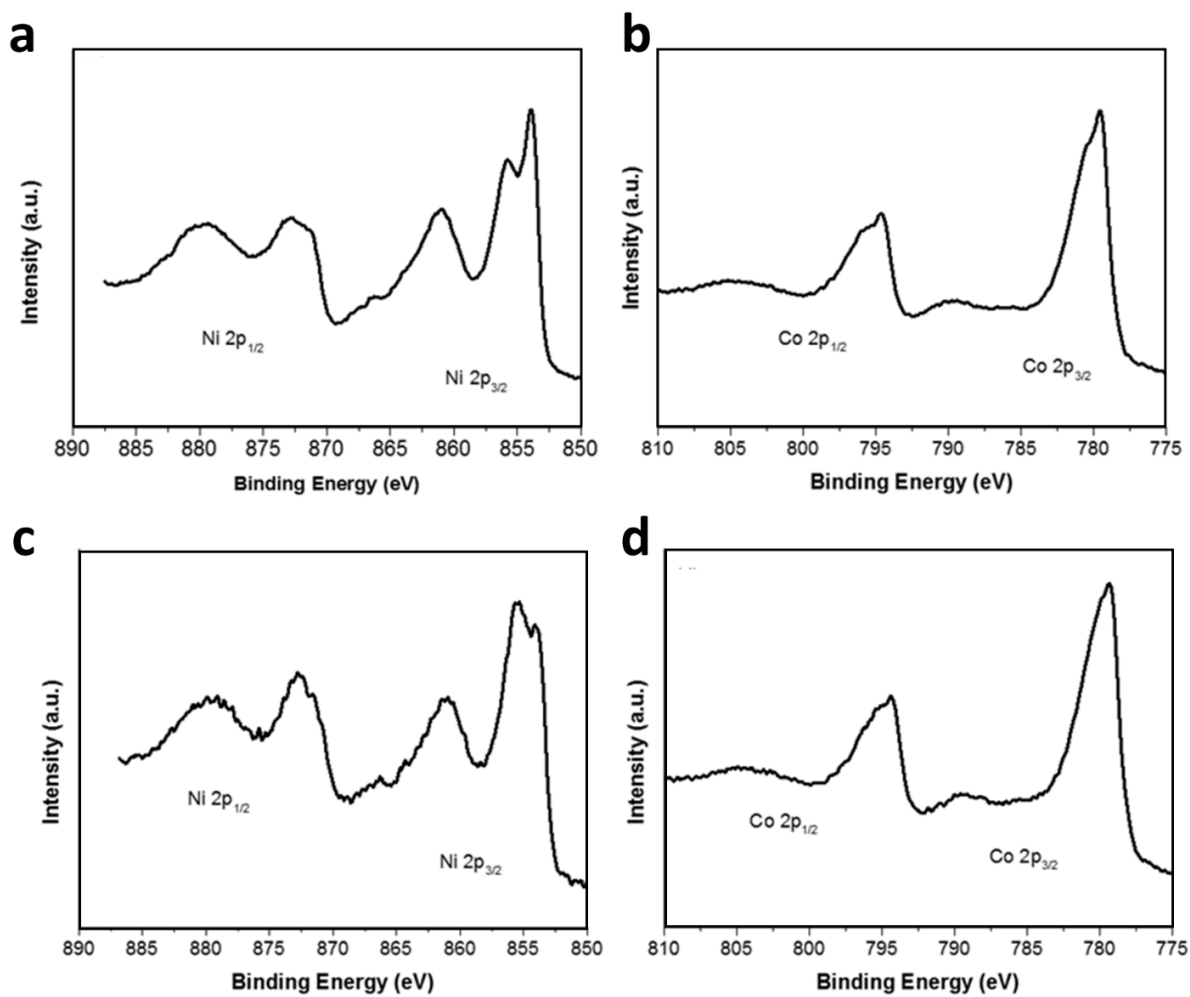 a
Intensity (a.u.)
Ni 2p1/2
Ni 2p3/2
890 885 880 875 870 865 860 855 850
Binding Energy (eV)
b
Intensity (a.u.)
Co 2p1/2
Co 2p3/2
810 805 800 795 790 785 780 775
Binding Energy (eV)
c
Intensity (a.u.)
Ni 2p1/2
Ni 2p3/2
890 885 880 875 870 865 860 855 850
Binding Energy (eV)
d
Intensity (a.u.)
Co 2p1/2
Co 2p3/2
810 805 800 795 790 785 780 775
Binding Energy (eV)